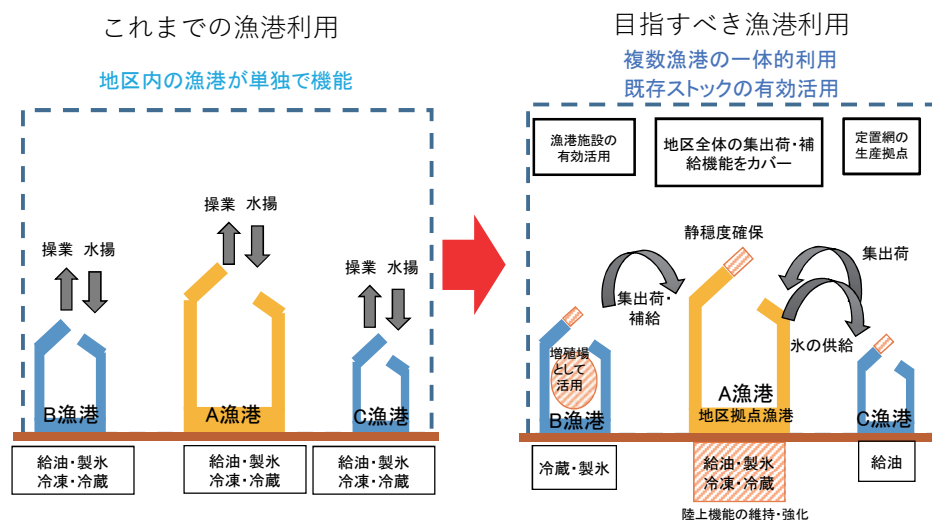 これまでの漁港利用
地区内の漁港が単独で機能
操業 水揚
操業 水揚
操業 水揚
B漁港
A漁港
C漁港
給油・製氷
冷凍・冷蔵
給油・製氷
冷凍・冷蔵
給油・製氷
冷凍・冷蔵
目指すべき漁港利用
複数漁港の一体的利用
既存ストックの有効活用
漁港施設の
有効活用
地区全体の集出荷・補
給機能をカバー
定置網の
生産拠点
静穏度確保
集出荷
集出荷・
補給
氷の供給
増殖場
として
活用
B漁港
A漁港
地区拠点漁港
C漁港
冷蔵・製氷
給油・製氷
冷凍・冷蔵
給油
陸上機能の維持・強化